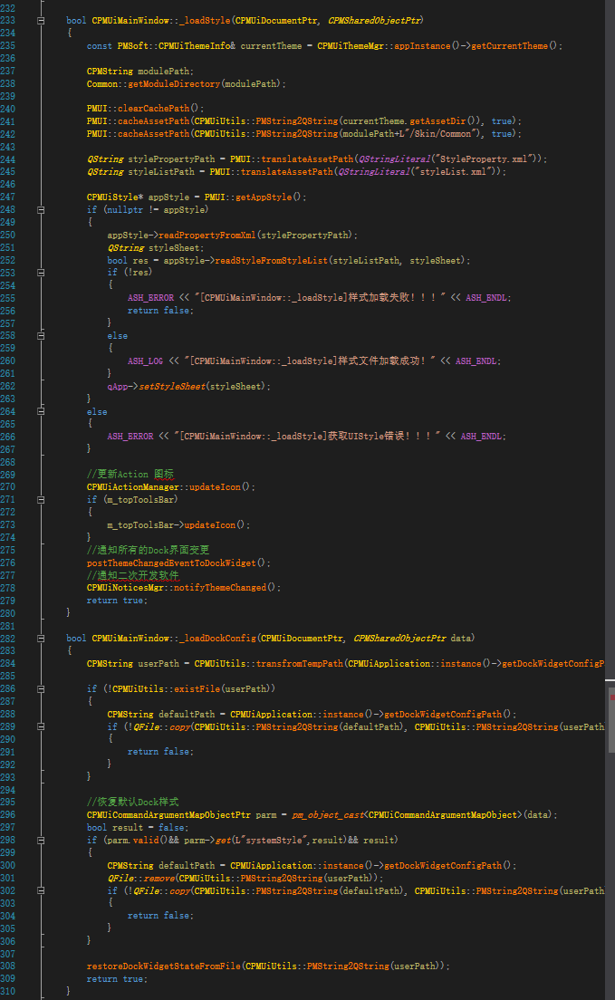 232
233 bool CPMUiMainWindow::_loadStyle(CPMUiDocumentPtr, CPMSharedObjectPtr)
234 {
235 const PMSoft::CPMUiThemeInfo& currentTheme = CPMUiThemeMgr::appInstance()->getCurrentTheme();
236
237 CPMString modulePath;
238 Common::getModuleDirectory(modulePath);
239
240 PMUI::clearCachePath();
241 PMUI::cacheAssetPath(CPMUiUtils::PMString2QString(currentTheme.getAssetDir()), true);
242 PMUI::cacheAssetPath(CPMUiUtils::PMString2QString(modulePath+L"/Skin/Common"), true);
243
244 QString stylePropertyPath = PMUI::translateAssetPath(QStringLiteral("StyleProperty.xml"));
245 QString styleListPath = PMUI::translateAssetPath(QStringLiteral("styleList.xml"));
246
247 CPMUiStyle* appStyle = PMUI::getAppStyle();
248 if (nullptr != appStyle)
249 {
250 appStyle->readPropertyFromXml(stylePropertyPath);
251 QString styleSheet;
252 bool res = appStyle->readStyleFromStyleList(styleListPath, styleSheet);
253 if (!res)
254 {
255 ASH_ERROR << "[CPMUiMainWindow::_loadStyle]样式加载失败！！！" << ASH_ENDL;
256 return false;
257 }
258 else
259 {
260 ASH_LOG << "[CPMUiMainWindow::_loadStyle]样式文件加载成功！" << ASH_ENDL;
261 }
262 qApp->setStyleSheet(styleSheet);
263 }
264 else
265 {
266 ASH_ERROR << "[CPMUiMainWindow::_loadStyle]获取UIStyle错误！！！" << ASH_ENDL;
267 }
268
269 //更新Action 图标
270 CPMUiActionManager::updateIcon();
271 if (m_topToolsBar)
272 {
273 m_topToolsBar->updateIcon();
274 }
275 //通知所有的Dock界面变更
276 postThemeChangedEventToDockWidget();
277 //通知二次开发软件
278 CPMUiNoticesMgr::notifyThemeChanged();
279 return true;
280 }
281
282 bool CPMUiMainWindow::_loadDockConfig(CPMUiDocumentPtr, CPMSharedObjectPtr data)
283 {
284 CPMString userPath = CPMUiUtils::transfromTempPath(CPMUiApplication::instance()->getDockWidgetConfigP
285
286 if (!CPMUiUtils::existFile(userPath))
287 {
288 CPMString defaultPath = CPMUiApplication::instance()->getDockWidgetConfigPath();
289 if (!QFile::copy(CPMUiUtils::PMString2QString(defaultPath), CPMUiUtils::PMString2QString(userPath
290 {
291 return false;
292 }
293 }
294
295 //恢复默认Dock样式
296 CPMUiCommandArgumentMapObjectPtr parm = pm_object_cast<CPMUiCommandArgumentMapObject>(data);
297 bool result = false;
298 if (parm.valid()&& parm->get(L"systemStyle",result)&& result)
299 {
300 CPMString defaultPath = CPMUiApplication::instance()->getDockWidgetConfigPath();
301 QFile::remove(CPMUiUtils::PMString2QString(userPath));
302 if (!QFile::copy(CPMUiUtils::PMString2QString(defaultPath), CPMUiUtils::PMString2QString(userPath
303 {
304 return false;
305 }
306 }
307
308 restoreDockWidgetStateFromFile(CPMUiUtils::PMString2QString(userPath));
309 return true;
310 }